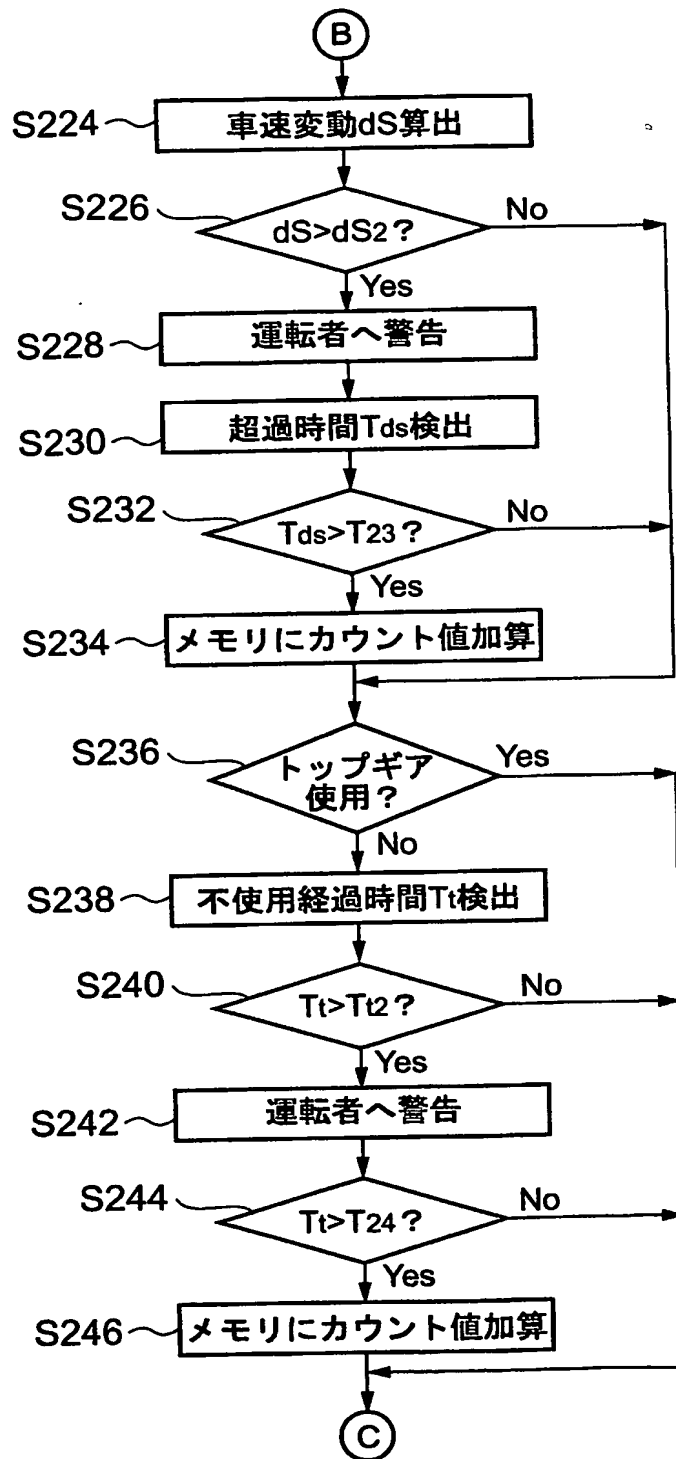 B
S224
車速変動dS算出
S226
dS>dS2?
No
Yes
S228
運転者へ警告
S230
超過時間Tds検出
S232
Tds>T23?
No
Yes
S234
メモリにカウント値加算
S236
トップギア
使用?
Yes
No
S238
不使用経過時間Tt検出
S240
Tt>Tt2?
No
Yes
S242
運転者へ警告
S244
Tt>T24?
No
Yes
S246
メモリにカウント値加算
C